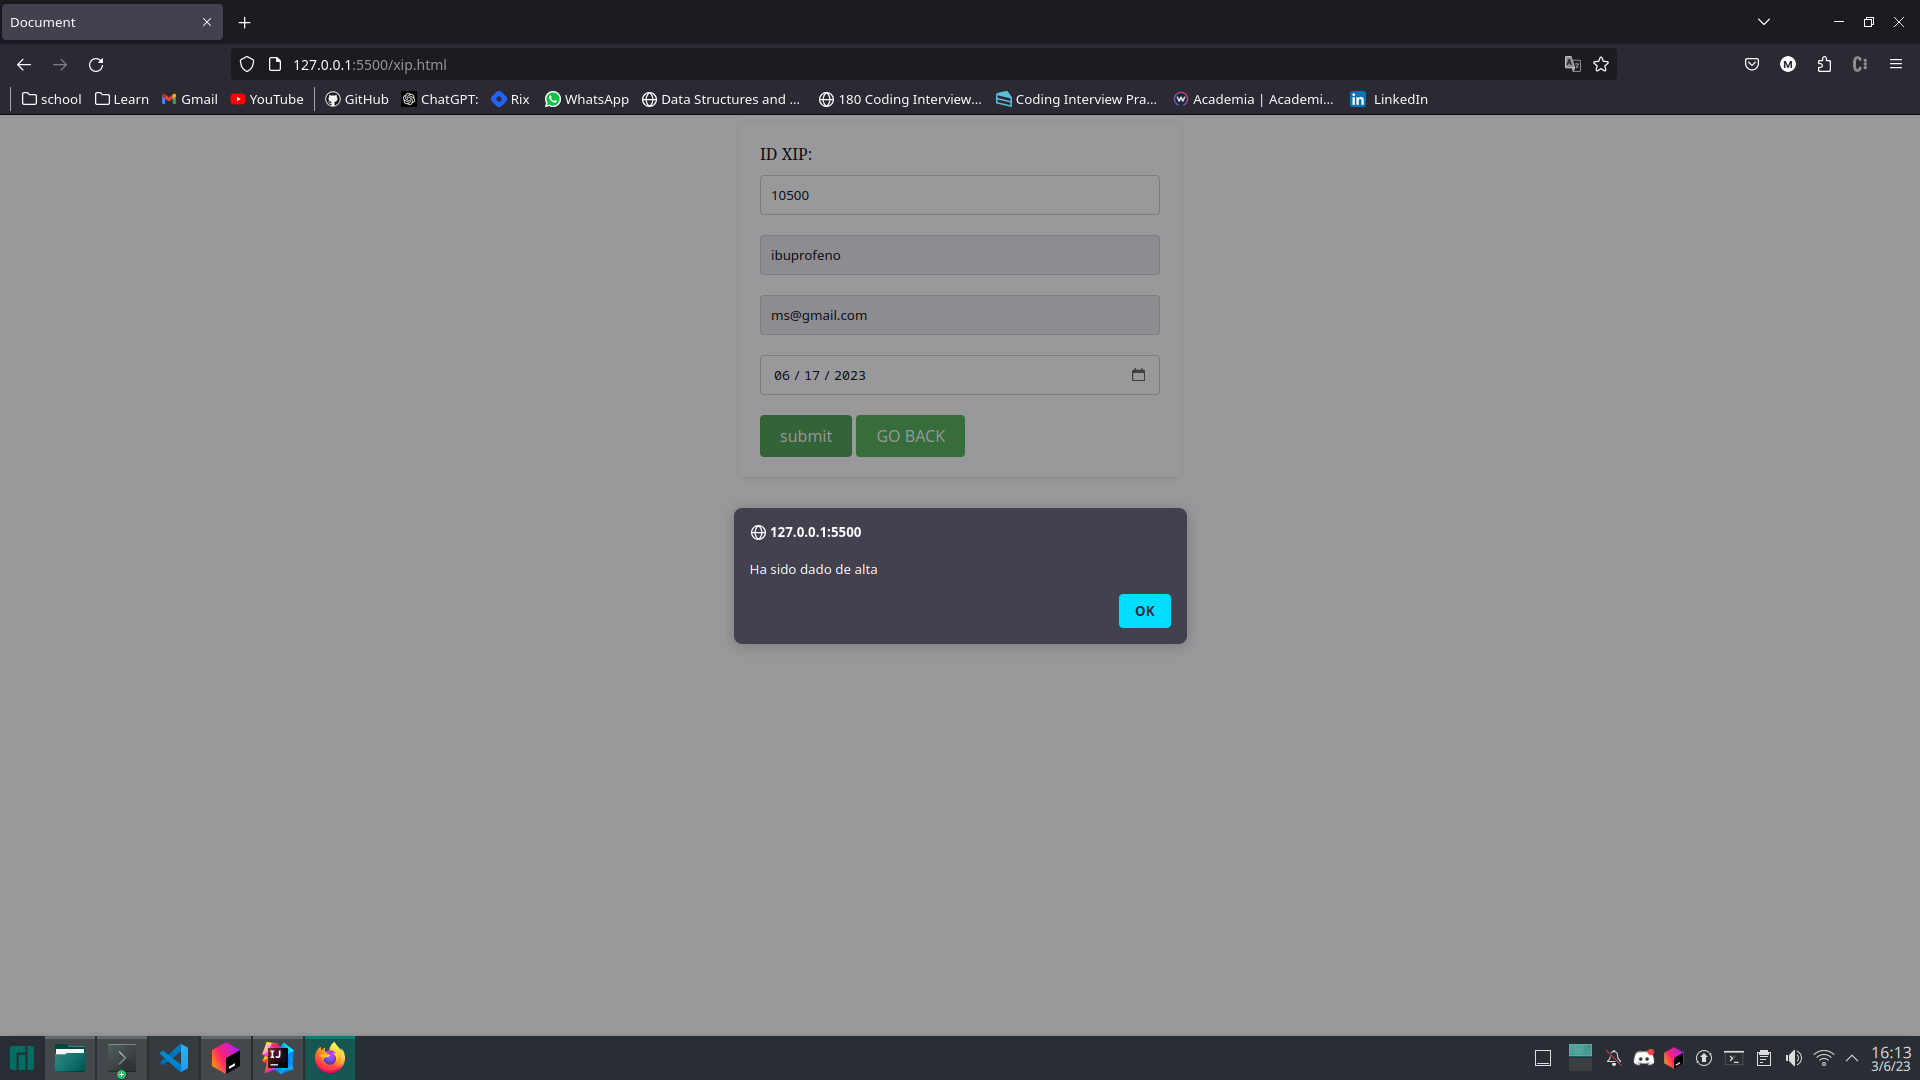 Document
127.0.0.1:5500/xip.html
school Learn Gmail YouTube GitHub ChatGPT: Rix WhatsApp Data Structures and ... 180 Coding Interview... Coding Interview Pra... Academia | Academi... LinkedIn
ID XIP:
10500
ibuprofeno
ms@gmail.com
06 / 17 / 2023
submit GO BACK
127.0.0.1:5500
Ha sido dado de alta
OK
16:13
3/6/23